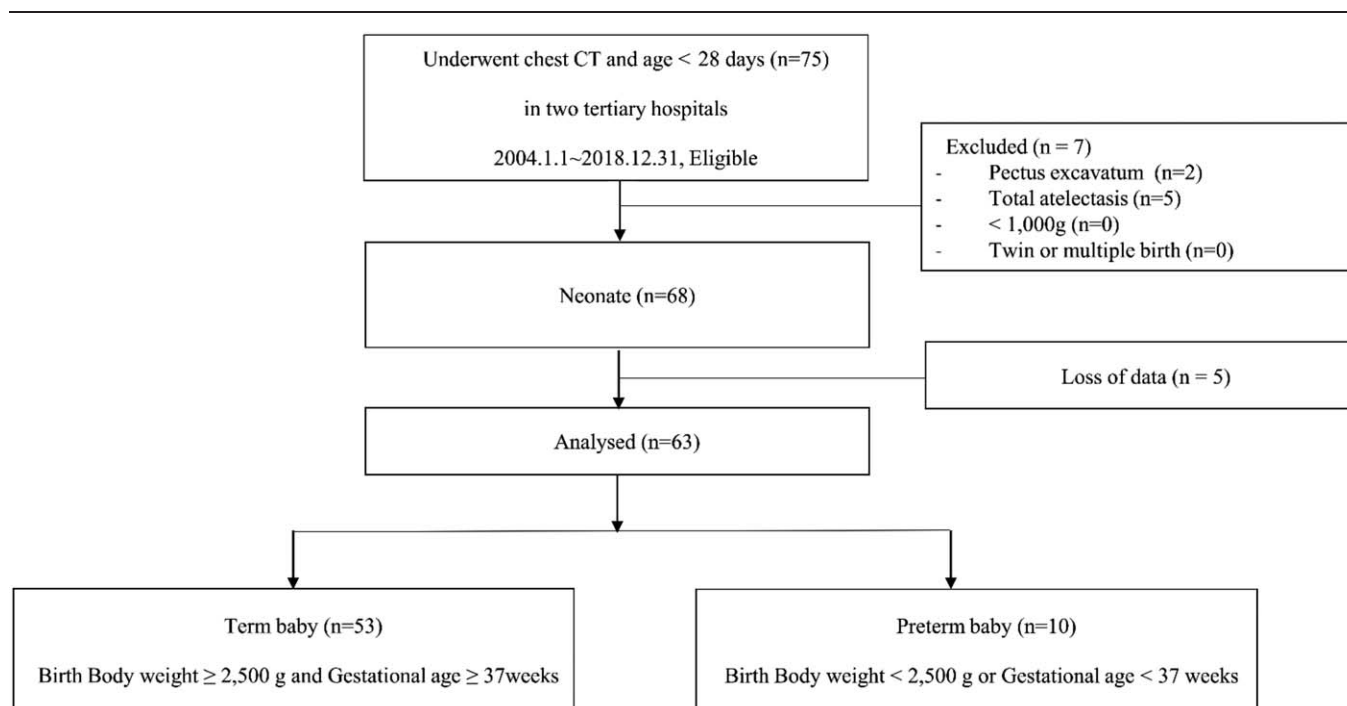 Underwent chest CT and age < 28 days (n=75)
in two tertiary hospitals
2004.1.1~2018.12.31, Eligible
Excluded (n = 7)
- Pectus excavatum (n=2)
- Total atelectasis (n=5)
- < 1,000g (n=0)
- Twin or multiple birth (n=0)
Neonate (n=68)
Loss of data (n = 5)
Analysed (n=63)
Term baby (n=53)
Birth Body weight ≥ 2,500 g and Gestational age ≥ 37weeks
Preterm baby (n=10)
Birth Body weight < 2,500 g or Gestational age < 37 weeks